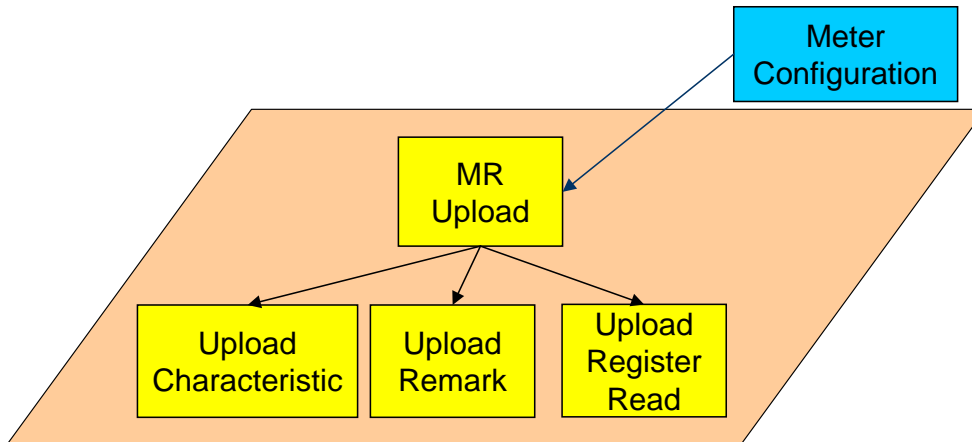 Meter
Configuration
MR
Upload
Upload
Characteristic
Upload
Remark
Upload
Register
Read